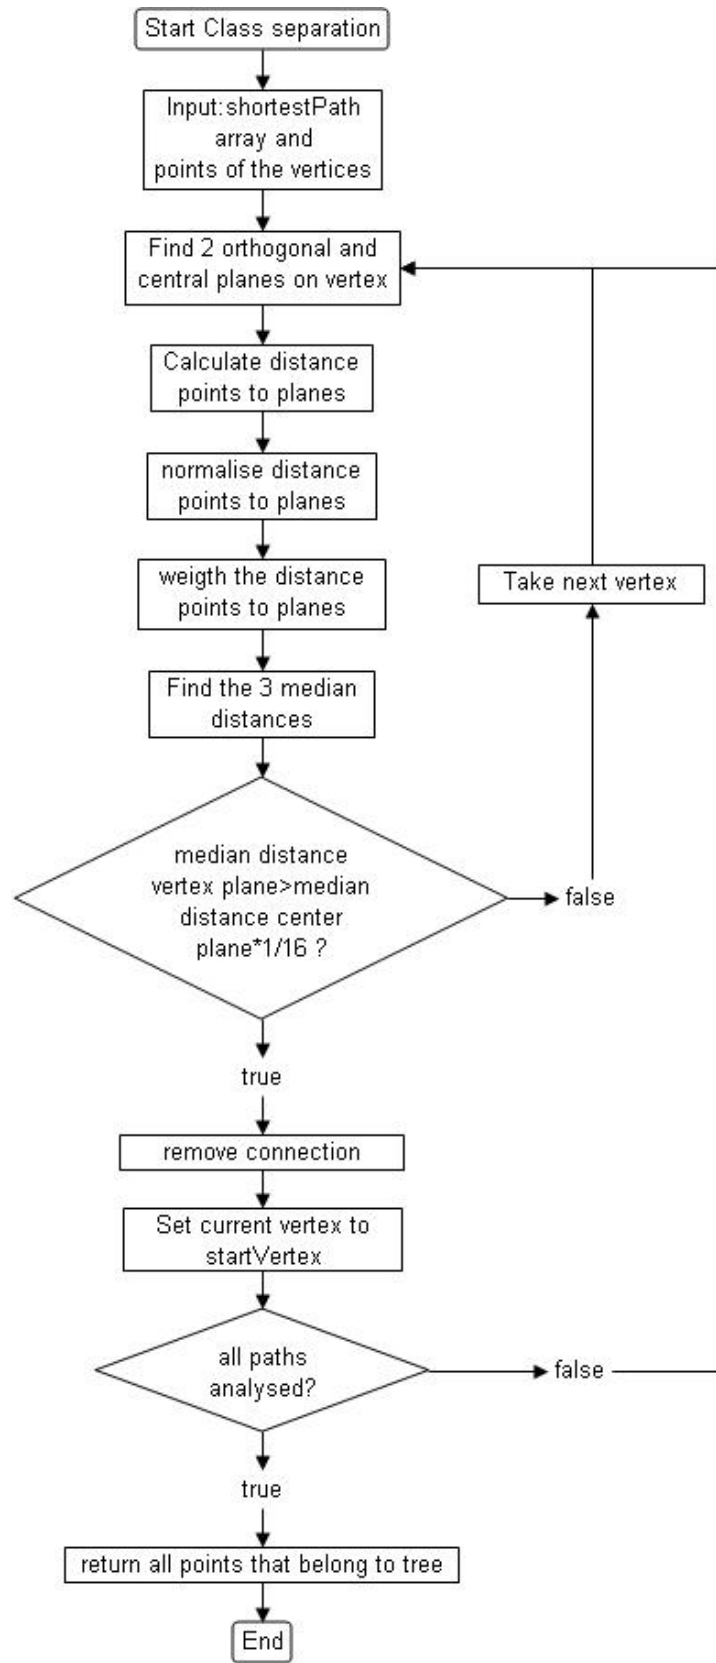 Start Class separation
Input:shortestPath
array and
points of the vertices
Find 2 orthogonal and
central planes on vertex
Calculate distance
points to planes
normalise distance
points to planes
weigth the distance
points to planes
Take next vertex
Find the 3 median
distances
median distance
vertex plane>median
distance center
plane*1/16 ?
false
true
remove connection
Set current vertex to
startVertex
all paths
analysed?
false
true
return all points that belong to tree
End